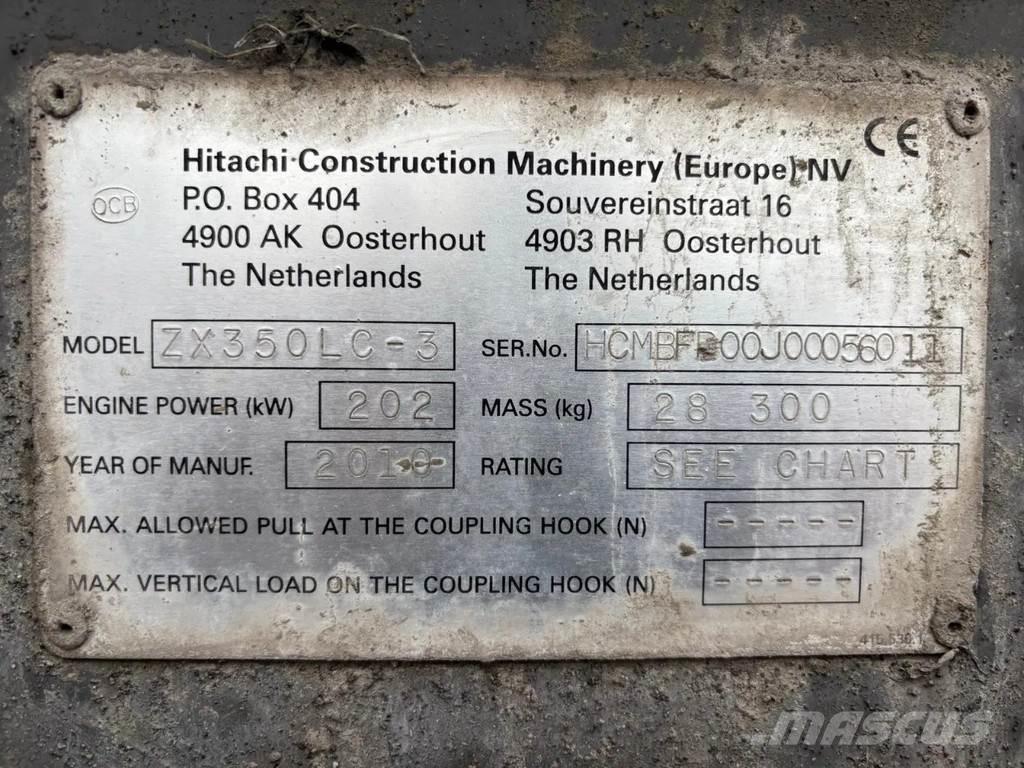 CE
Hitachi Construction Machinery (Europe) NV
OCB
P.O. Box 404 Souvereinstraat 16
4900 AK Oosterhout 4903 RH Oosterhout
The Netherlands The Netherlands
MODEL ZX350LC-3 SER.No.
ENGINE POWER (kW) 202 MASS (kg) 28 300
YEAR OF MANUF. 2010 RATING SEE CHART
MAX. ALLOWED PULL AT THE COUPLING HOOK (N) -----
MAX. VERTICAL LOAD ON THE COUPLING HOOK (N) -----
MASCUS